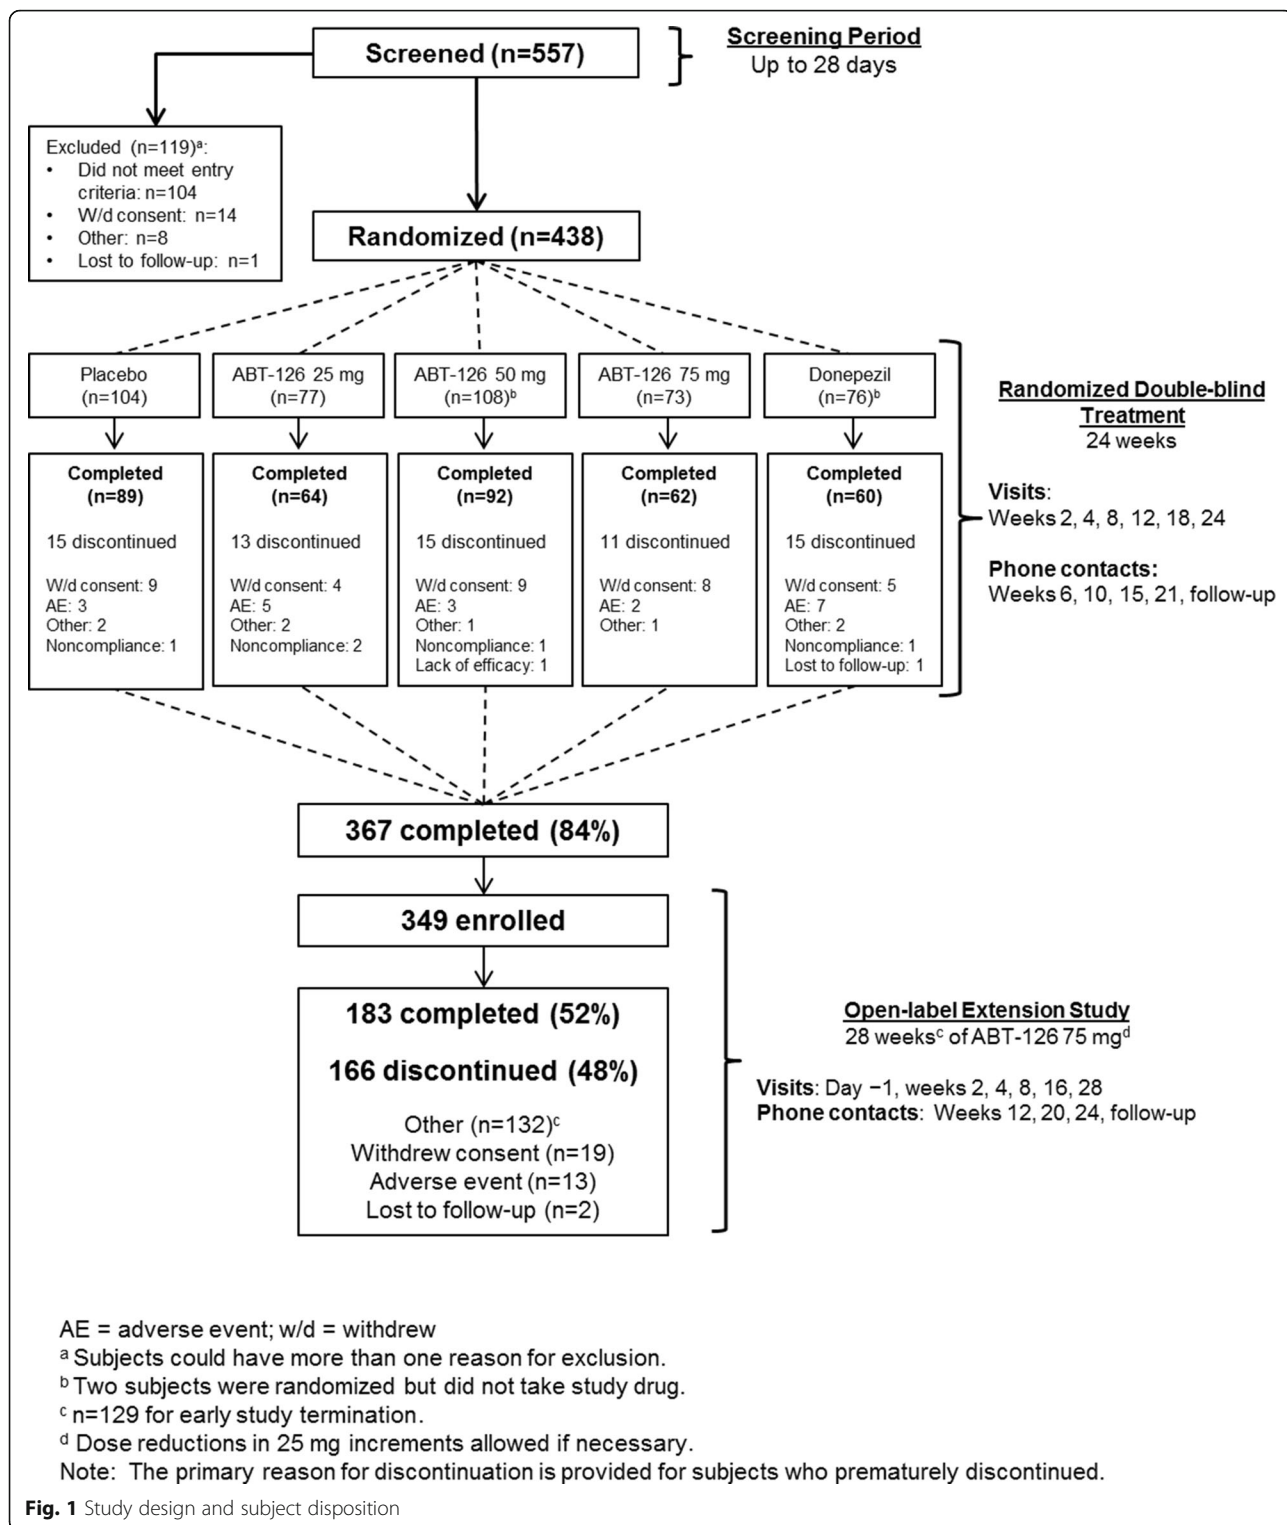 Screened (n=557)
Screening Period
Up to 28 days
Excluded (n=119)ᵃ:
• Did not meet entry
criteria: n=104
• W/d consent: n=14
• Other: n=8
• Lost to follow-up: n=1
Randomized (n=438)
Placebo
(n=104)
ABT-126 25 mg
(n=77)
ABT-126 50 mg
(n=108)ᵇ
ABT-126 75 mg
(n=73)
Donepezil
(n=76)ᵇ
Completed
(n=89)
15 discontinued
W/d consent: 9
AE: 3
Other: 2
Noncompliance: 1
Completed
(n=64)
13 discontinued
W/d consent: 4
AE: 5
Other: 2
Noncompliance: 2
Completed
(n=92)
15 discontinued
W/d consent: 9
AE: 3
Other: 1
Noncompliance: 1
Lack of efficacy: 1
Completed
(n=62)
11 discontinued
W/d consent: 8
AE: 2
Other: 1
Completed
(n=60)
15 discontinued
W/d consent: 5
AE: 7
Other: 2
Noncompliance: 1
Lost to follow-up: 1
Randomized Double-blind
Treatment
24 weeks
Visits:
Weeks 2, 4, 8, 12, 18, 24
Phone contacts:
Weeks 6, 10, 15, 21, follow-up
367 completed (84%)
349 enrolled
183 completed (52%)
166 discontinued (48%)
Other (n=132)ᶜ
Withdrew consent (n=19)
Adverse event (n=13)
Lost to follow-up (n=2)
Open-label Extension Study
28 weeksᶜ of ABT-126 75 mgᵈ
Visits: Day −1, weeks 2, 4, 8, 16, 28
Phone contacts: Weeks 12, 20, 24, follow-up
AE = adverse event; w/d = withdrew
ᵃ Subjects could have more than one reason for exclusion.
ᵇ Two subjects were randomized but did not take study drug.
ᶜ n=129 for early study termination.
ᵈ Dose reductions in 25 mg increments allowed if necessary.
Note: The primary reason for discontinuation is provided for subjects who prematurely discontinued.
Fig. 1 Study design and subject disposition